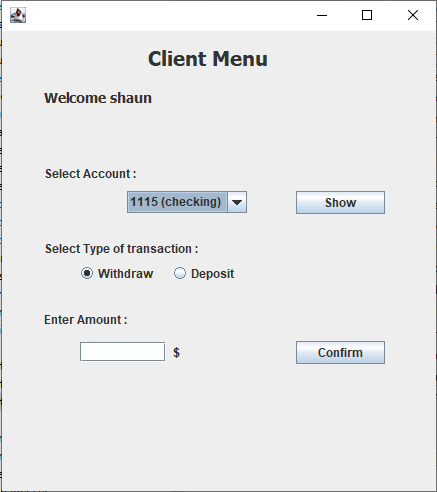 Client Menu
Welcome shaun
Select Account :
1115 (checking) Show
Select Type of transaction :
Withdraw Deposit
Enter Amount :
$ Confirm